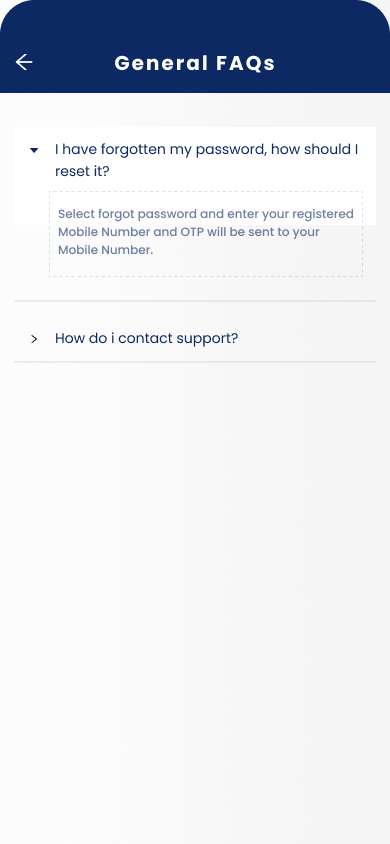 General FAQs
I have forgotten my password, how should I
reset it?
Select forgot password and enter your registered
Mobile Number and OTP will be sent to your
Mobile Number.
How do i contact support?